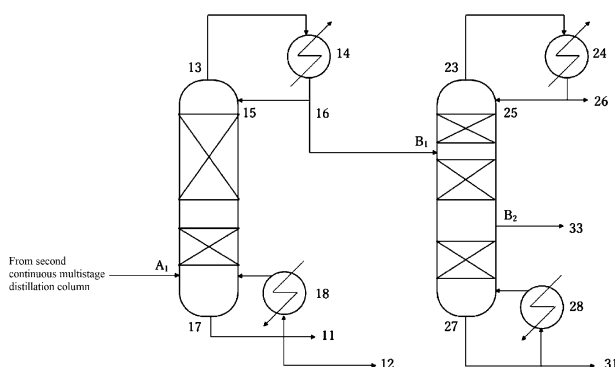 13
14
15
16
23
24
25
26
B1
B2
33
From second
continuous multistage
distillation column
A1
18
17
11
12
27
28
31